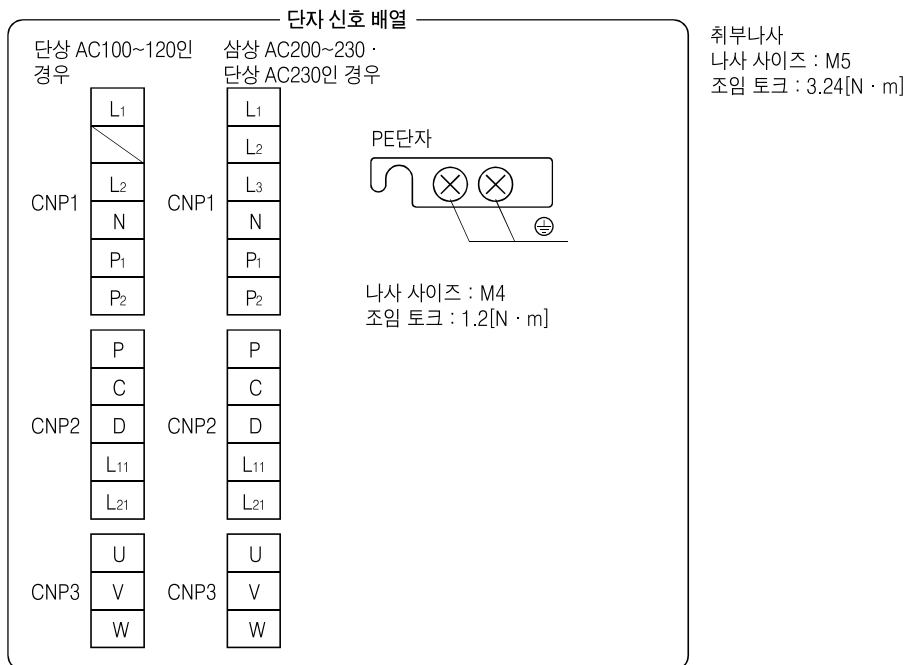 단자 신호 배열
단상 AC100~120인
경우
CNP1
L1
L2
N
P1
P2
CNP2
P
C
D
L11
L21
CNP3
U
V
W
삼상 AC200~230 ·
단상 AC230인 경우
CNP1
L1
L2
L3
N
P1
P2
CNP2
P
C
D
L11
L21
CNP3
U
V
W
PE단자
나사 사이즈 : M4
조임 토크 : 1.2[N · m]
취부나사
나사 사이즈 : M5
조임 토크 : 3.24[N · m]